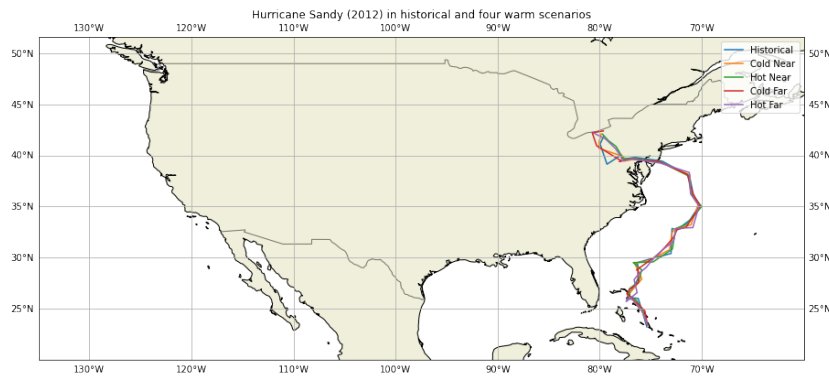 Hurricane Sandy (2012) in historical and four warm scenarios
130°W 120°W 110°W 100°W 90°W 80°W 70°W
50°N 50°N
45°N 45°N
40°N 40°N
35°N 35°N
30°N 30°N
25°N 25°N
130°W 120°W 110°W 100°W 90°W 80°W 70°W
Historical
Cold Near
Hot Near
Cold Far
Hot Far